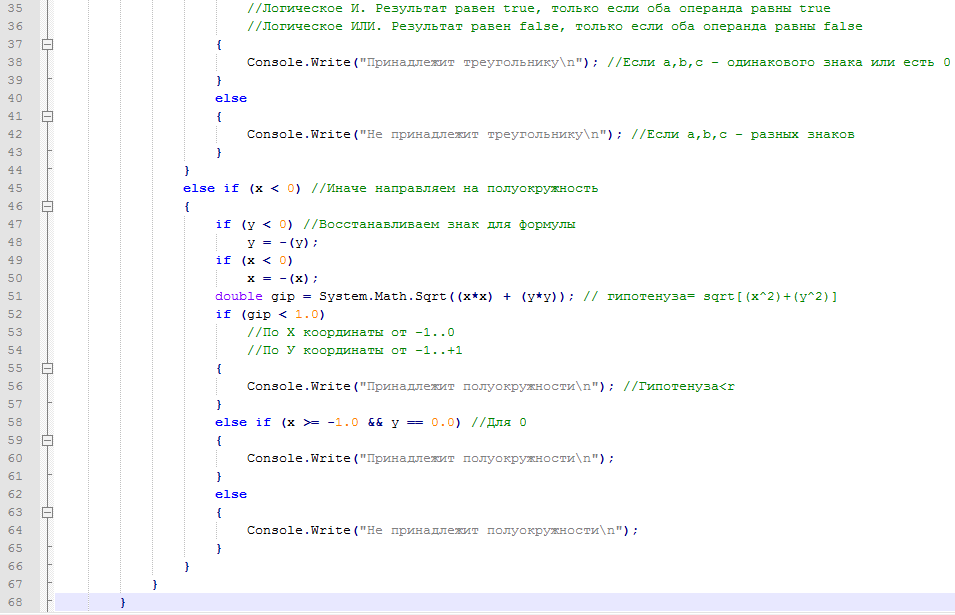 35 //Логическое И. Результат равен true, только если оба операнда равны true
36 //Логическое ИЛИ. Результат равен false, только если оба операнда равны false
37 {
38 Console.Write("Принадлежит треугольнику\n"); //Если a,b,c - одинакового знака или есть 0
39 }
40 else
41 {
42 Console.Write("Не принадлежит треугольнику\n"); //Если a,b,c - разных знаков
43 }
44 }
45 else if (x < 0) //Иначе направляем на полуокружность
46 {
47 if (y < 0) //Восстанавливаем знак для формулы
48 y = -(y);
49 if (x < 0)
50 x = -(x);
51 double gip = System.Math.Sqrt((x*x) + (y*y)); // гипотенуза= sqrt[(x^2)+(y^2)]
52 if (gip < 1.0)
53 //По X координаты от -1..0
54 //По У координаты от -1..+1
55 {
56 Console.Write("Принадлежит полуокружности\n"); //Гипотенуза<r
57 }
58 else if (x >= -1.0 && y == 0.0) //Для 0
59 {
60 Console.Write("Принадлежит полуокружности\n");
61 }
62 else
63 {
64 Console.Write("Не принадлежит полуокружности\n");
65 }
66 }
67 }
68 }